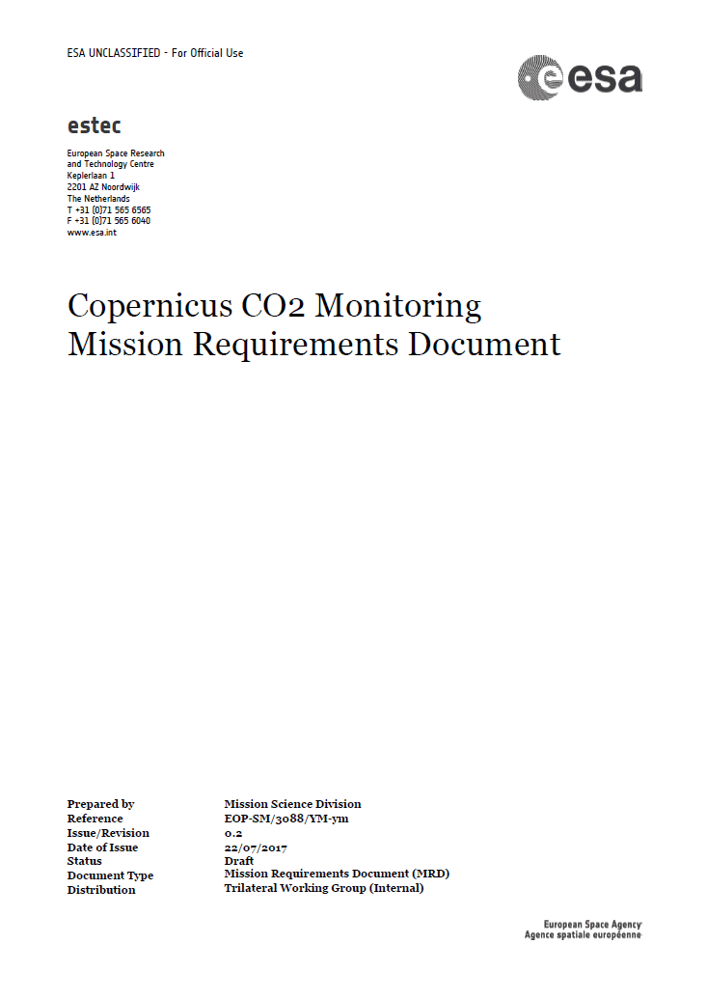 ESA UNCLASSIFIED - For Official Use
esa
estec
European Space Research
and Technology Centre
Keplerlaan 1
2201 AZ Noordwijk
The Netherlands
T +31 (0)71 565 6565
F +31 (0)71 565 6040
www.esa.int
Copernicus CO2 Monitoring
Mission Requirements Document
Prepared by Mission Science Division
Reference EOP-SM/3088/YM-ym
Issue/Revision 0.2
Date of Issue 22/07/2017
Status Draft
Document Type Mission Requirements Document (MRD)
Distribution Trilateral Working Group (Internal)
European Space Agency
Agence spatiale européenne